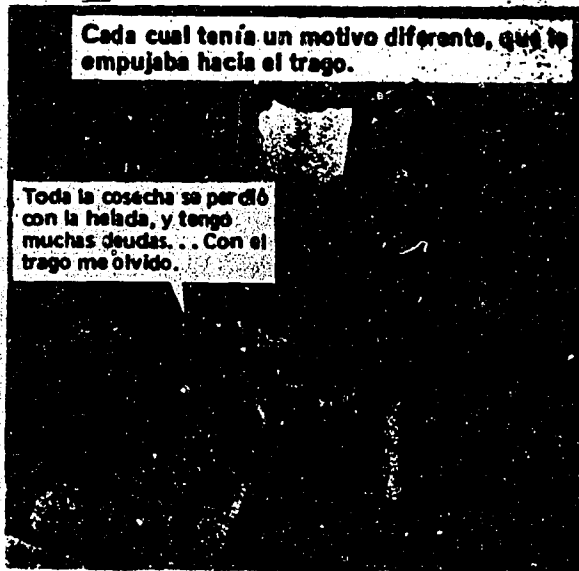 Cada cual tenía un motivo diferente, que le
empujaba hacia el trago.
Toda la cosecha se perdió
con la helada, y tengo
muchas deudas. . . Con el
trago me olvido.